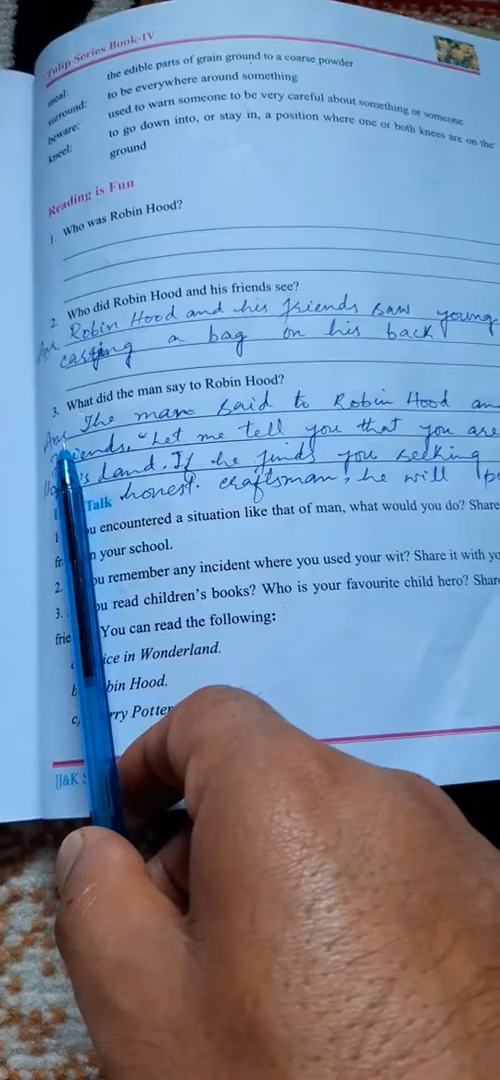 Tulip Series Book-IV
meal: the edible parts of grain ground to a coarse powder
surround: to be everywhere around something
beware: used to warn someone to be very careful about something or someone
kneel: to go down into, or stay in, a position where one or both knees are on the
ground
Reading is Fun
1. Who was Robin Hood?
2. Who did Robin Hood and his friends see?
Ans Robin Hood and his friends saw young
a bag on his back
3. What did the man say to Robin Hood?
Ans The man said to Robin Hood an
friends, "Let me tell you that you are
his Land. If he finds you seeking
honest craftsman, he will p
Talk
u encountered a situation like that of man, what would you do? Share
n your school.
2. ou remember any incident where you used your wit? Share it with yo
3. ou read children's books? Who is your favourite child hero? Share
frie You can read the following:
ice in Wonderland.
b bin Hood.
c) rry Potter
J&K